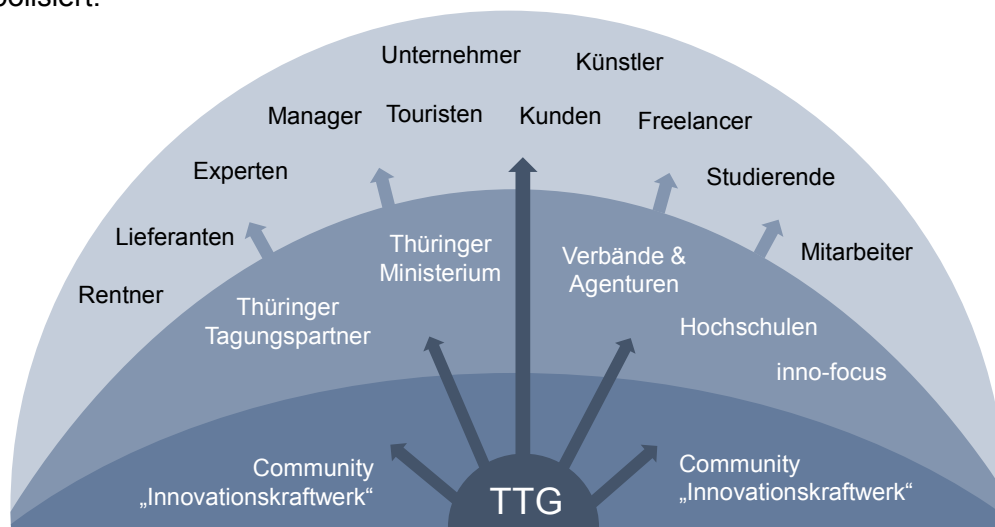 Unternehmer
Künstler
Manager
Touristen
Kunden
Freelancer
Experten
Studierende
Lieferanten
Mitarbeiter
Rentner
Thüringer
Ministerium
Verbände &
Agenturen
Thüringer
Tagungspartner
Hochschulen
inno-focus
Community
„Innovationskraftwerk“
Community
„Innovationskraftwerk“
TTG